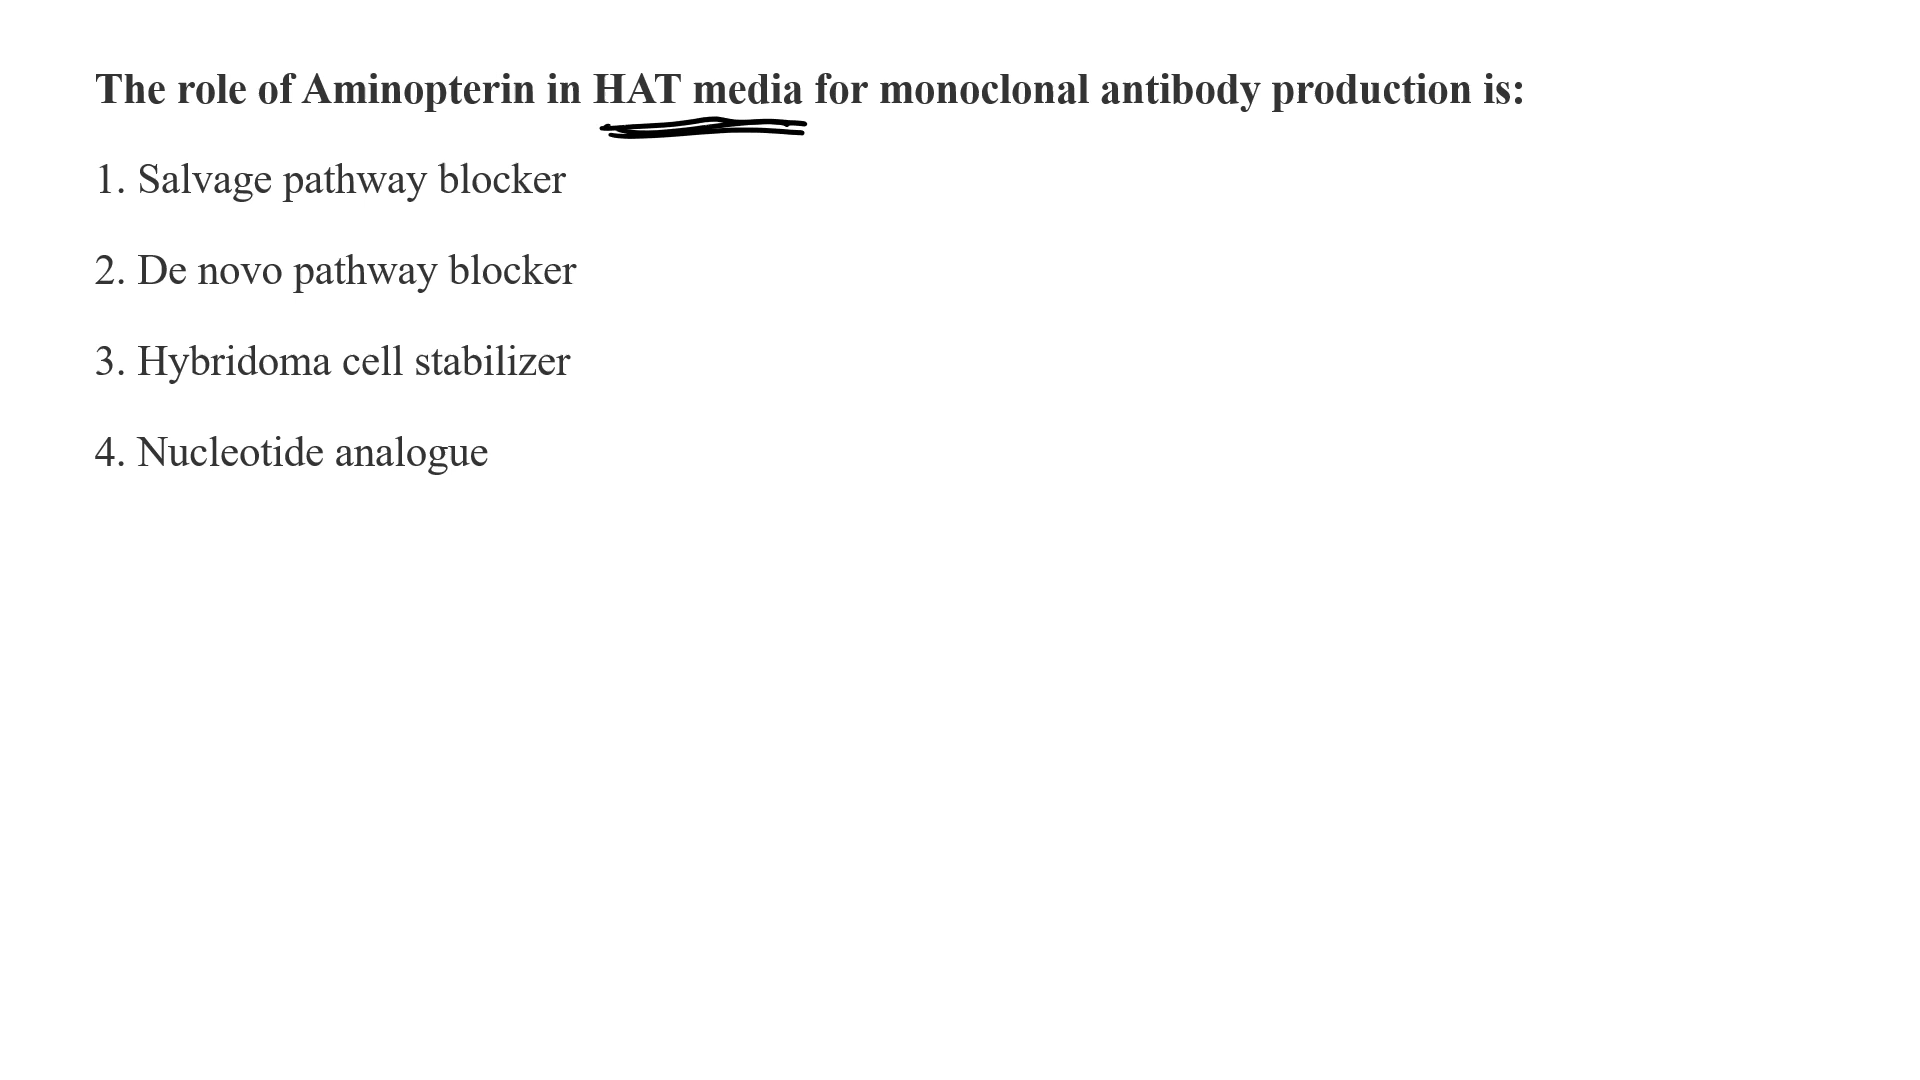 The role of Aminopterin in HAT media for monoclonal antibody production is:
1. Salvage pathway blocker
2. De novo pathway blocker
3. Hybridoma cell stabilizer
4. Nucleotide analogue